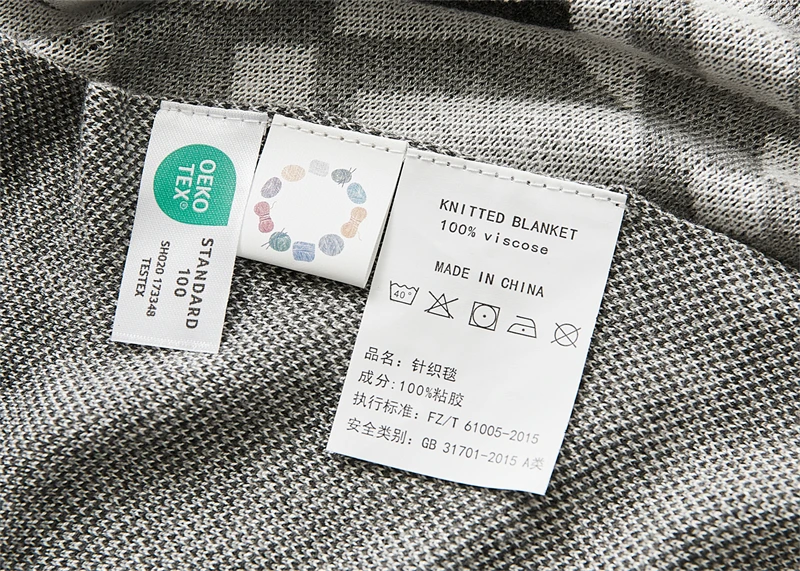 OEKO
TEX®
STANDARD
100
SH020 173348
TESTEX
KNITTED BLANKET
100% viscose
MADE IN CHINA
40°
品名: 针织毯
成分:100%粘胶
执行标准: FZ/T 61005-2015
安全类别: GB 31701-2015 A类